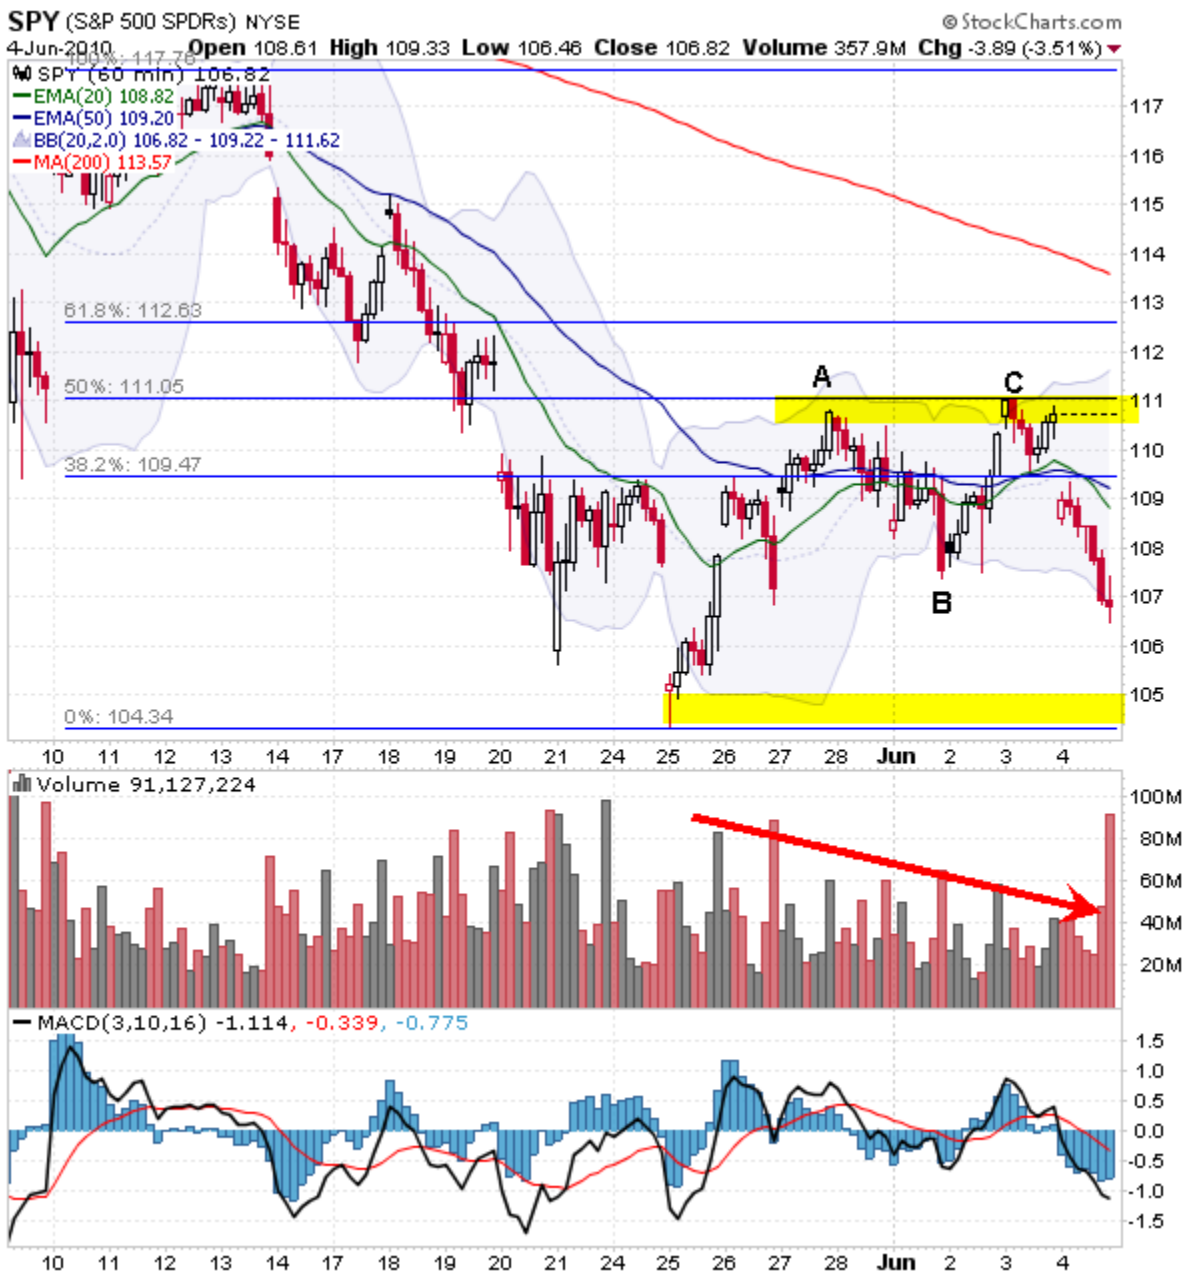 SPY (S&P 500 SPDRs) NYSE © StockCharts.com
4-Jun-2010 Open 108.61 High 109.33 Low 106.46 Close 106.82 Volume 357.9M Chg -3.89 (-3.51%)
100%: 117.76
SPY (60 min) 106.82
EMA(20) 108.82
EMA(50) 109.20
BB(20,2.0) 106.82 - 109.22 - 111.62
MA(200) 113.57
117
116
115
114
113
112
111
110
109
108
107
106
105
61.8%: 112.63
50%: 111.05
38.2%: 109.47
0%: 104.34
A
C
B
10 11 12 13 14 17 18 19 20 21 24 25 26 27 28 Jun 2 3 4
Volume 91,127,224
100M
80M
60M
40M
20M
MACD(3,10,16) -1.114, -0.339, -0.775
1.5
1.0
0.5
0.0
-0.5
-1.0
-1.5
10 11 12 13 14 17 18 19 20 21 24 25 26 27 28 Jun 2 3 4